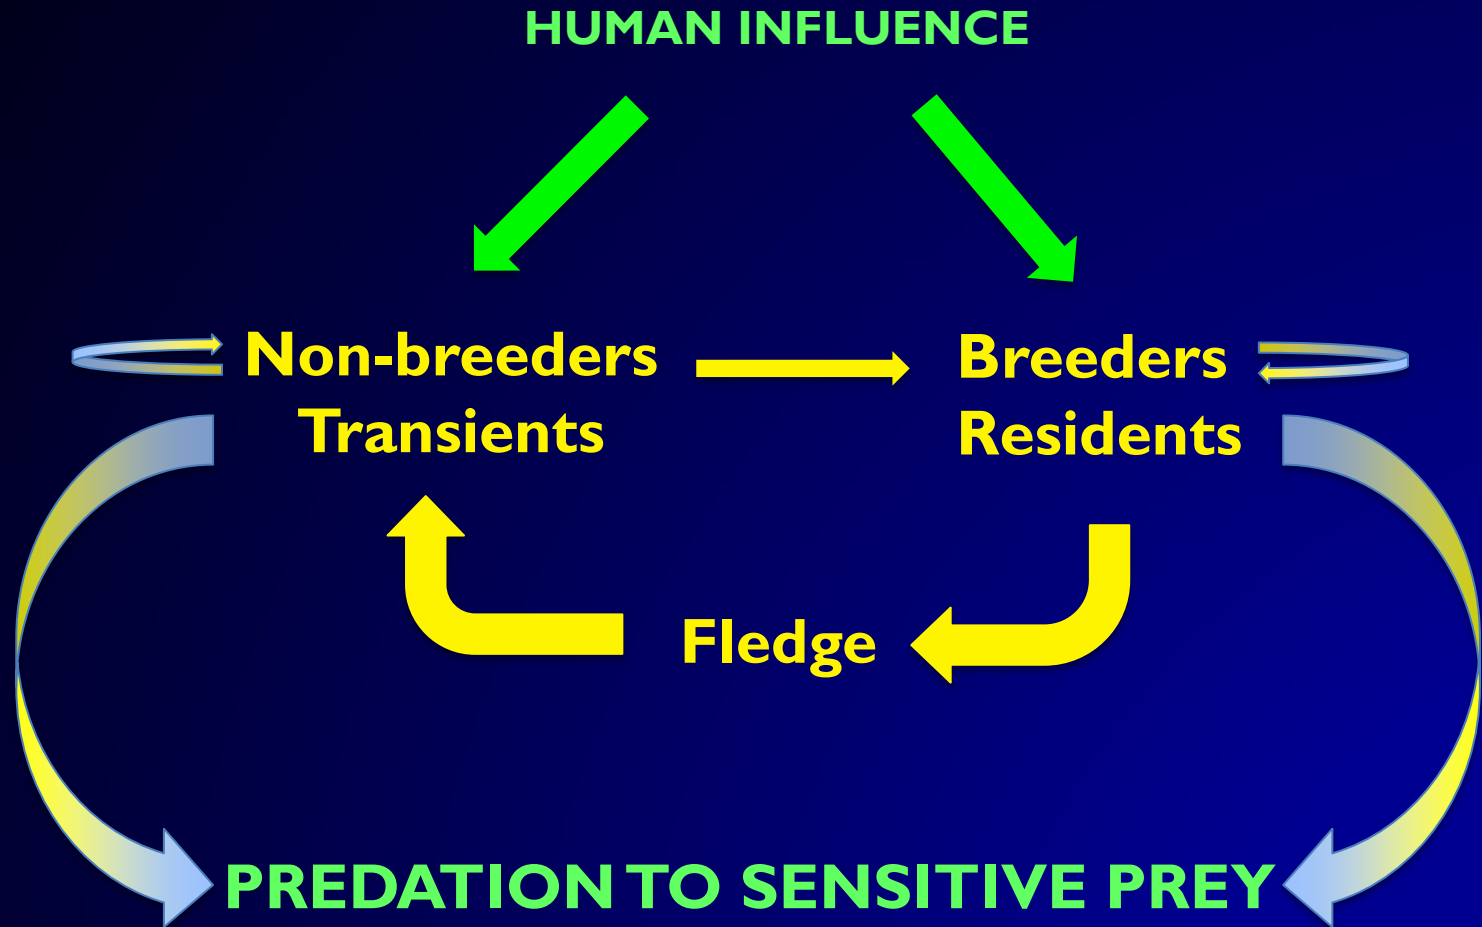 HUMAN INFLUENCE
Non-breeders
Transients
Breeders
Residents
Fledge
PREDATION TO SENSITIVE PREY